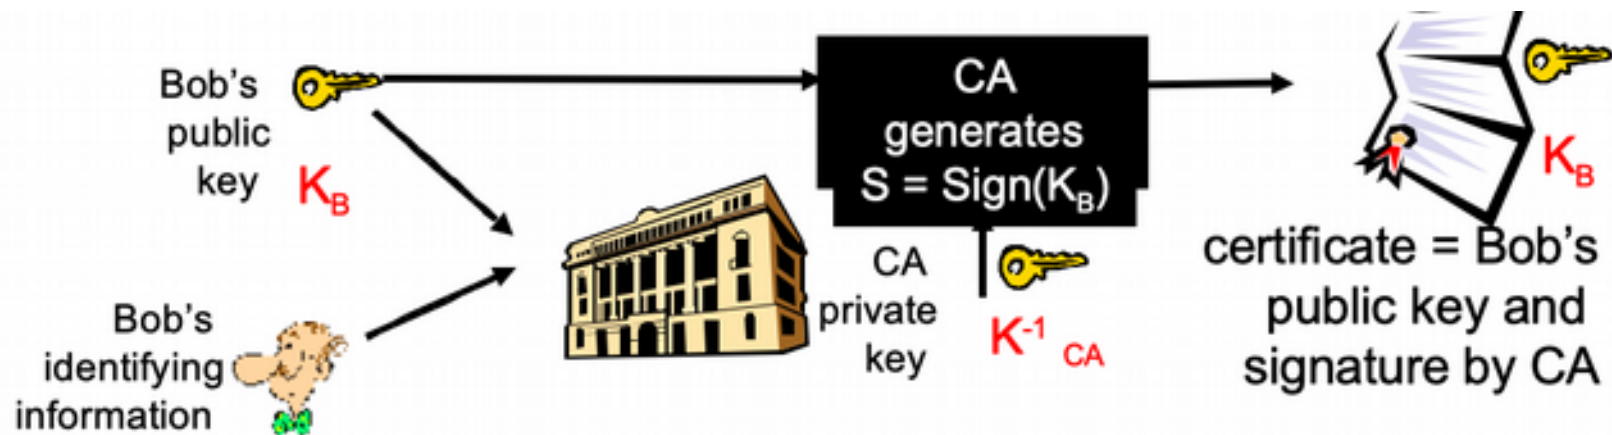 Bob's
public
key
K_B
Bob's
identifying
information
CA
generates
S = Sign(K_B)
CA
private
key
K^-1 _CA
K_B
certificate = Bob's
public key and
signature by CA